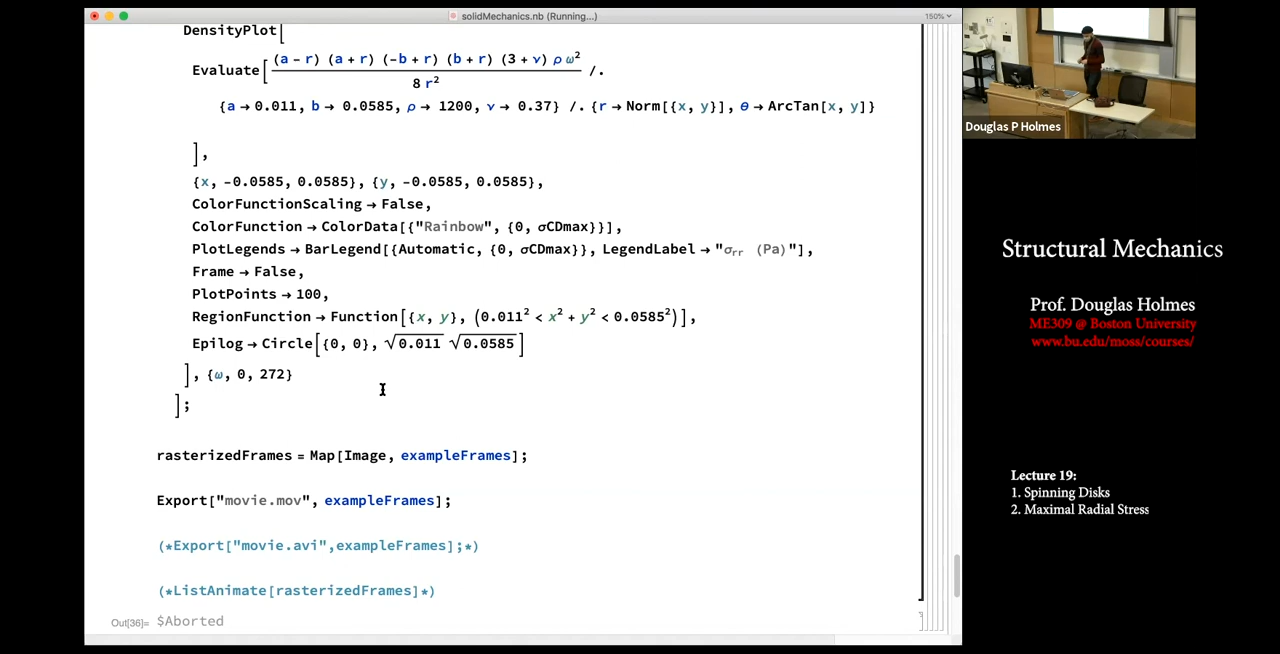 solidMechanics.nb (Running...)
150%
DensityPlot[
Evaluate[(a - r) (a + r) (-b + r) (b + r) (3 + ν) ρ ω² / 8 r² /.
{a → 0.011, b → 0.0585, ρ → 1200, ν → 0.37} /. {r → Norm[{x, y}], θ → ArcTan[x, y]}
],
{x, -0.0585, 0.0585}, {y, -0.0585, 0.0585},
ColorFunctionScaling → False,
ColorFunction → ColorData[{"Rainbow", {0, σCDmax}}],
PlotLegends → BarLegend[{Automatic, {0, σCDmax}}, LegendLabel → "σrr (Pa)"],
Frame → False,
PlotPoints → 100,
RegionFunction → Function[{x, y}, (0.011² < x² + y² < 0.0585²)],
Epilog → Circle[{0, 0}, √0.011 √0.0585]
], {ω, 0, 272}
];
rasterizedFrames = Map[Image, exampleFrames];
Export["movie.mov", exampleFrames];
(*Export["movie.avi",exampleFrames];*)
(*ListAnimate[rasterizedFrames]*)
Out[36]= $Aborted
Douglas P Holmes
Structural Mechanics
Prof. Douglas Holmes
ME309 @ Boston University
www.bu.edu/moss/courses/
Lecture 19:
1. Spinning Disks
2. Maximal Radial Stress